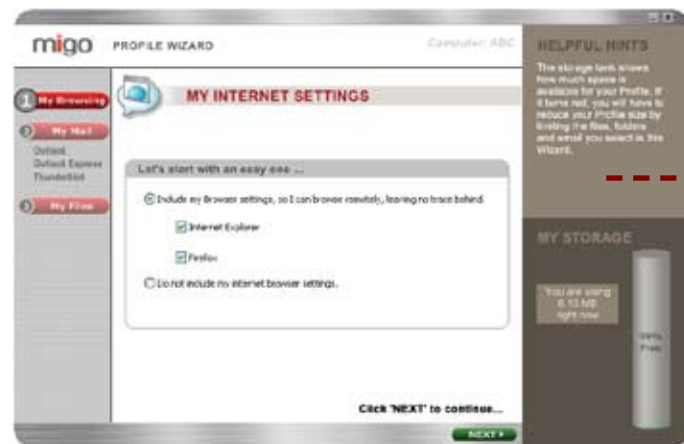 migo PROFILE WIZARD
Computer: ABC
1 My Browsing
2 My Mail
Outlook
Outlook Express
Thunderbird
3 My Files
MY INTERNET SETTINGS
Let's start with an easy one ...
Include my Browser settings, so I can browse remotely, leaving no trace behind.
Internet Explorer
Firefox
Do not include my internet browser settings.
Click 'NEXT' to continue...
NEXT
HELPFUL HINTS
The storage tank shows
how much space is
available for your Profile. If
it turns red, you will have to
reduce your Profile size by
limiting the files, folders
and email you select in this
Wizard.
MY STORAGE
You are using
MB
right now
Free